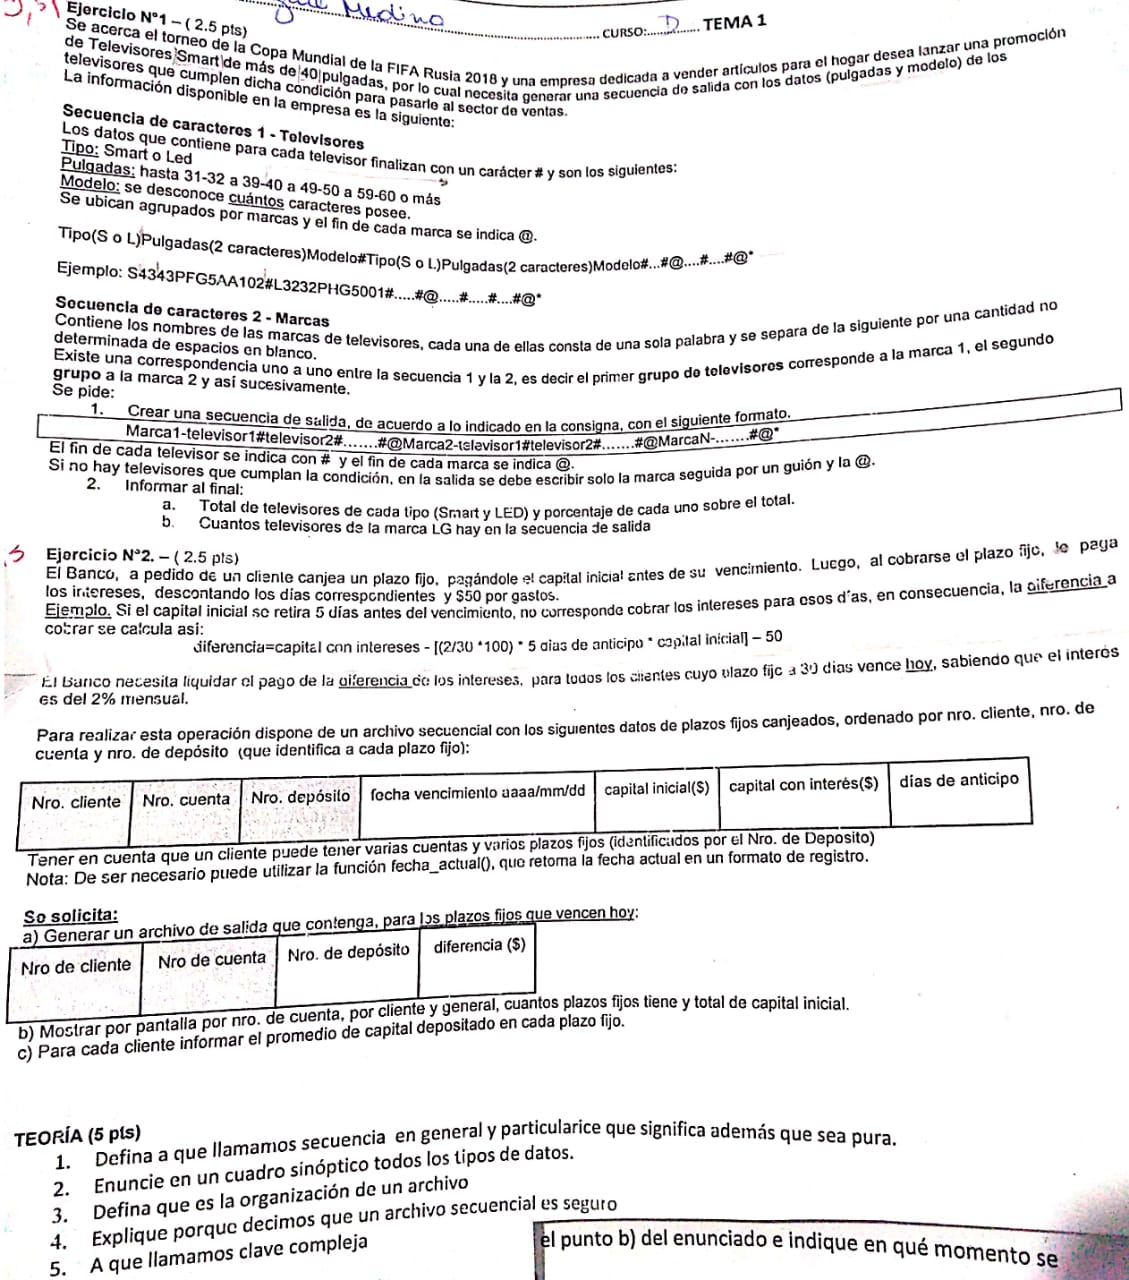 Medina
CURSO:....D...... TEMA 1
Ejercicio N°1 – ( 2.5 pts)
Se acerca el torneo de la Copa Mundial de la FIFA Rusia 2018 y una empresa dedicada a vender artículos para el hogar desea lanzar una promoción
de Televisores Smart de más de 40 pulgadas, por lo cual necesita generar una secuencia de salida con los datos (pulgadas y modelo) de los
televisores que cumplen dicha condición para pasarle al sector de ventas.
La información disponible en la empresa es la siguiente:
Secuencia de caracteres 1 - Televisores
Los datos que contiene para cada televisor finalizan con un carácter # y son los siguientes:
Tipo: Smart o Led
Pulgadas: hasta 31-32 a 39-40 a 49-50 a 59-60 o más
Modelo: se desconoce cuántos caracteres posee.
Se ubican agrupados por marcas y el fin de cada marca se indica @.
Tipo(S o L)Pulgadas(2 caracteres)Modelo#Tipo(S o L)Pulgadas(2 caracteres)Modelo#...#@....#....#@*
Ejemplo: S4343PFG5AA102#L3232PHG5001#.....#@.....#.....#....#@*
Secuencia de caracteres 2 - Marcas
Contiene los nombres de las marcas de televisores, cada una de ellas consta de una sola palabra y se separa de la siguiente por una cantidad no
determinada de espacios en blanco.
Existe una correspondencia uno a uno entre la secuencia 1 y la 2, es decir el primer grupo de televisores corresponde a la marca 1, el segundo
grupo a la marca 2 y así sucesivamente.
Se pide:
1. Crear una secuencia de salida, de acuerdo a lo indicado en la consigna, con el siguiente formato.
Marca1-televisor1#televisor2#.......#@Marca2-televisor1#televisor2#.......#@MarcaN-.......#@*
El fin de cada televisor se indica con # y el fin de cada marca se indica @.
Si no hay televisores que cumplan la condición, en la salida se debe escribir solo la marca seguida por un guión y la @.
2. Informar al final:
a. Total de televisores de cada tipo (Smart y LED) y porcentaje de cada uno sobre el total.
b. Cuantos televisores de la marca LG hay en la secuencia de salida
Ejercicio N°2. – ( 2.5 pts)
El Banco, a pedido de un cliente canjea un plazo fijo, pagándole el capital inicial antes de su vencimiento. Luego, al cobrarse el plazo fijo, le paga
los intereses, descontando los días correspondientes y $50 por gastos.
Ejemplo. Si el capital inicial se retira 5 días antes del vencimiento, no corresponde cobrar los intereses para esos días, en consecuencia, la diferencia a
cobrar se calcula asi:
diferencia=capital con intereses - [(2/30 *100) * 5 dias de anticipo * capital inicial] – 50
El Banco necesita liquidar el pago de la diferencia de los intereses, para todos los clientes cuyo plazo fijo a 30 dias vence hoy, sabiendo que el interés
es del 2% mensual.
Para realizar esta operación dispone de un archivo secuencial con los siguientes datos de plazos fijos canjeados, ordenado por nro. cliente, nro. de
cuenta y nro. de depósito (que identifica a cada plazo fijo):
Nro. cliente Nro. cuenta Nro. depósito fecha vencimiento aaaa/mm/dd capital inicial($) capital con interés($) días de anticipo
Tener en cuenta que un cliente puede tener varias cuentas y varios plazos fijos (identificados por el Nro. de Deposito)
Nota: De ser necesario puede utilizar la función fecha_actual(), que retorna la fecha actual en un formato de registro.
Se solicita:
a) Generar un archivo de salida que contenga, para los plazos fijos que vencen hoy:
Nro de cliente Nro de cuenta Nro. de depósito diferencia ($)
b) Mostrar por pantalla por nro. de cuenta, por cliente y general, cuantos plazos fijos tiene y total de capital inicial.
c) Para cada cliente informar el promedio de capital depositado en cada plazo fijo.
TEORÍA (5 pts)
1. Defina a que llamamos secuencia en general y particularice que significa además que sea pura.
2. Enuncie en un cuadro sinóptico todos los tipos de datos.
3. Defina que es la organización de un archivo
4. Explique porque decimos que un archivo secuencial es seguro
5. A que llamamos clave compleja
el punto b) del enunciado e indique en qué momento se